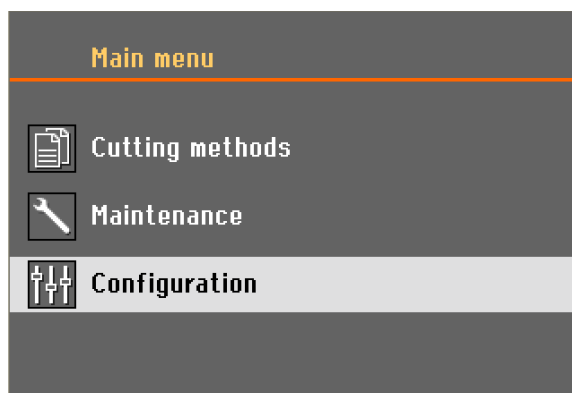 Main menu
Cutting methods
Maintenance
Configuration